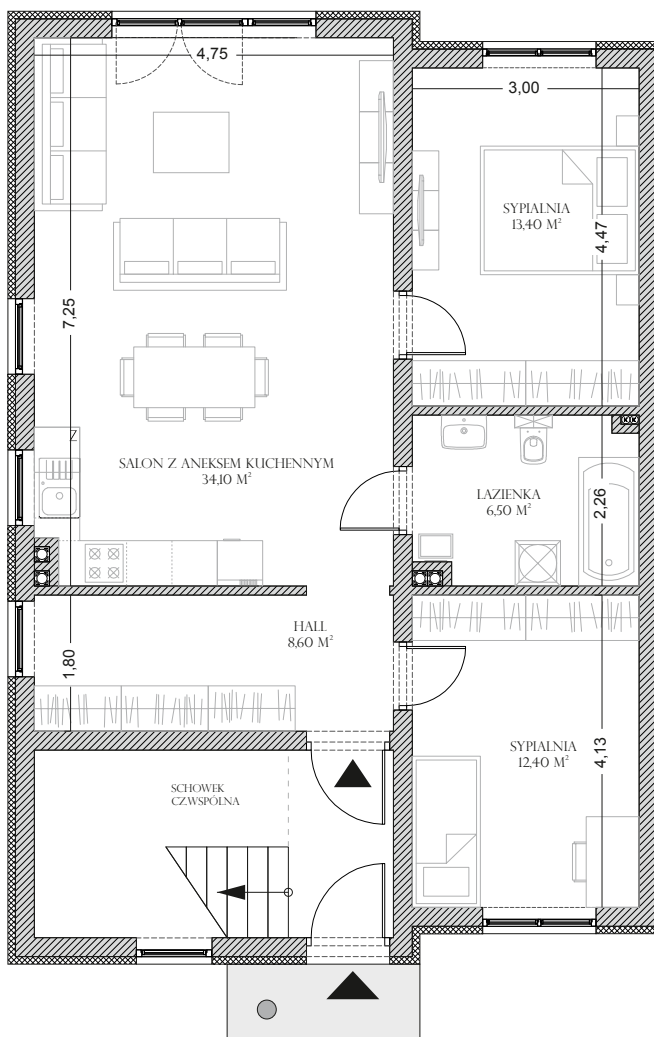 4,75
3,00
SYPIALNIA
13,40 M²
4,47
7,25
Z
SALON Z ANEKSEM KUCHENNYM
34,10 M²
ŁAZIENKA
6,50 M²
2,26
HALL
8,60 M²
1,80
SYPIALNIA
12,40 M²
4,13
SCHOWEK
CZ.WSPÓLNA